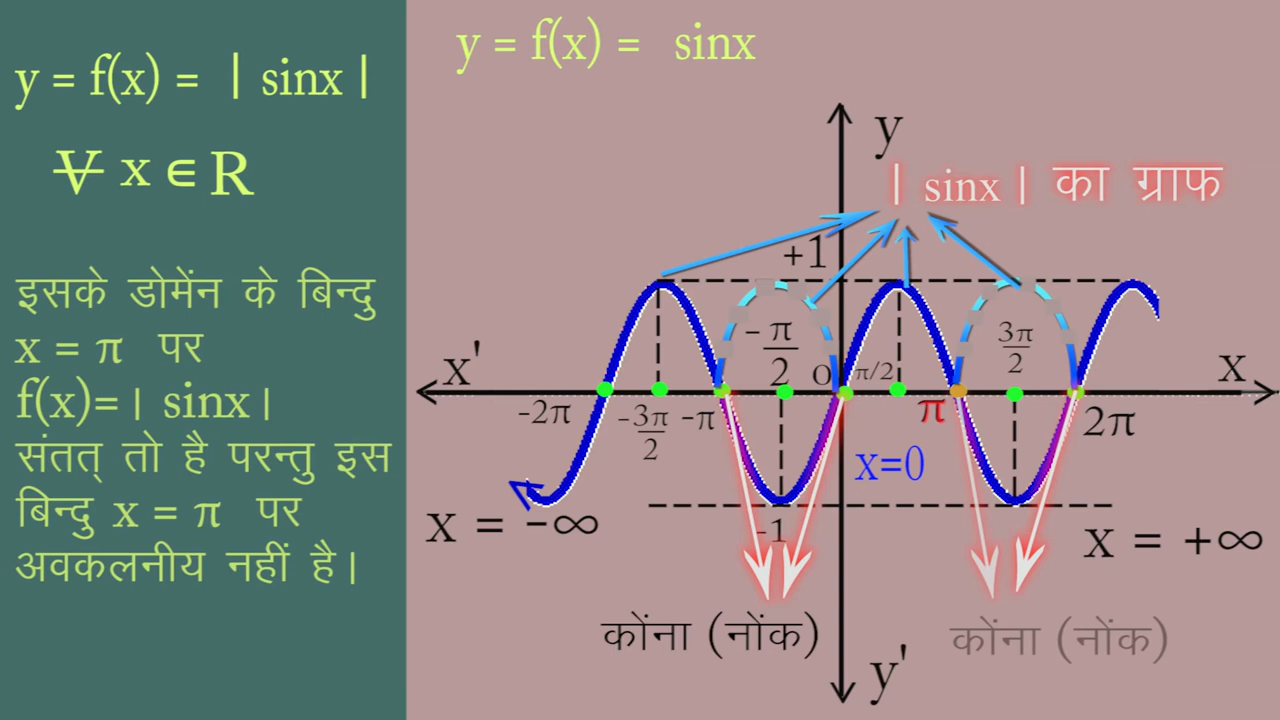 y = f(x) = | sinx |
∀ x ∈ R
इसके डोमेंन के बिन्दु
x = π पर
f(x)= | sinx |
संतत् तो है परन्तु इस
बिन्दु x = π पर
अवकलनीय नहीं है।
y = f(x) = sinx
y
| sinx | का ग्राफ
+1
x'
-π/2
O
π/2
3π/2
x
-2π
-3π/2
-π
π
2π
x=0
x = -∞
-1
x = +∞
कोंना (नोंक)
कोंना (नोंक)
y'